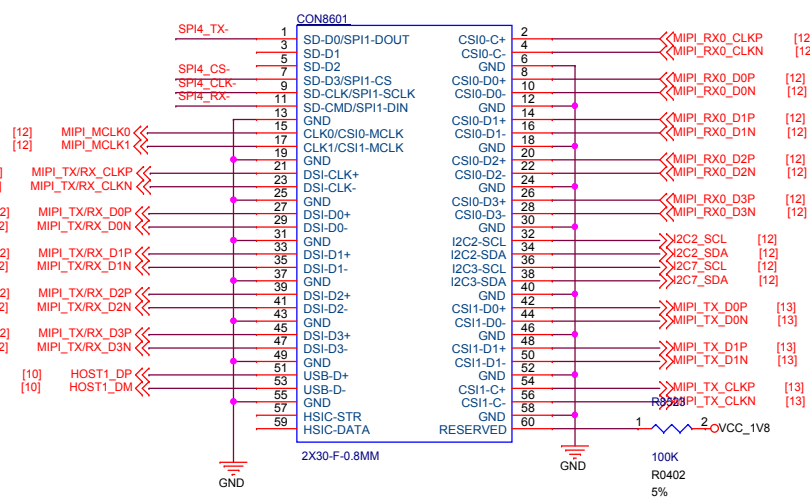 CON8601
SPI4_TX- 1 SD-D0/SPI1-DOUT CSI0-C+ 2 MIPI_RX0_CLKP [12
3 SD-D1 CSI0-C- 4 MIPI_RX0_CLKN [12
5 SD-D2 GND 6
SPI4_CS- 7 SD-D3/SPI1-CS CSI0-D0+ 8 MIPI_RX0_D0P [12]
SPI4_CLK- 9 SD-CLK/SPI1-SCLK CSI0-D0- 10 MIPI_RX0_D0N [12]
SPI4_RX- 11 SD-CMD/SPI1-DIN GND 12
13 GND CSI0-D1+ 14 MIPI_RX0_D1P [12]
[12] MIPI_MCLK0 15 CLK0/CSI0-MCLK CSI0-D1- 16 MIPI_RX0_D1N [12]
[12] MIPI_MCLK1 17 CLK1/CSI1-MCLK GND 18
19 GND CSI0-D2+ 20 MIPI_RX0_D2P [12]
] MIPI_TX/RX_CLKP 21 DSI-CLK+ CSI0-D2- 22 MIPI_RX0_D2N [12]
] MIPI_TX/RX_CLKN 23 DSI-CLK- GND 24
25 GND CSI0-D3+ 26 MIPI_RX0_D3P [12]
2] MIPI_TX/RX_D0P 27 DSI-D0+ CSI0-D3- 28 MIPI_RX0_D3N [12]
2] MIPI_TX/RX_D0N 29 DSI-D0- GND 30
31 GND I2C2-SCL 32 I2C2_SCL [12]
2] MIPI_TX/RX_D1P 33 DSI-D1+ I2C2-SDA 34 I2C2_SDA [12]
2] MIPI_TX/RX_D1N 35 DSI-D1- I2C3-SCL 36 I2C7_SCL [12]
37 GND I2C3-SDA 38 I2C7_SDA [12]
2] MIPI_TX/RX_D2P 39 DSI-D2+ GND 40
2] MIPI_TX/RX_D2N 41 DSI-D2- CSI1-D0+ 42 MIPI_TX_D0P [13]
43 GND CSI1-D0- 44 MIPI_TX_D0N [13]
2] MIPI_TX/RX_D3P 45 DSI-D3+ GND 46
2] MIPI_TX/RX_D3N 47 DSI-D3- CSI1-D1+ 48 MIPI_TX_D1P [13]
49 GND CSI1-D1- 50 MIPI_TX_D1N [13]
[10] HOST1_DP 51 USB-D+ GND 52
[10] HOST1_DM 53 USB-D- CSI1-C+ 54 MIPI_TX_CLKP [13]
55 GND CSI1-C- 56 MIPI_TX_CLKN [13]
57 HSIC-STR GND 58
59 HSIC-DATA RESERVED 60 1 2 VCC_1V8
2X30-F-0.8MM
100K
R0402
5%
GND
GND